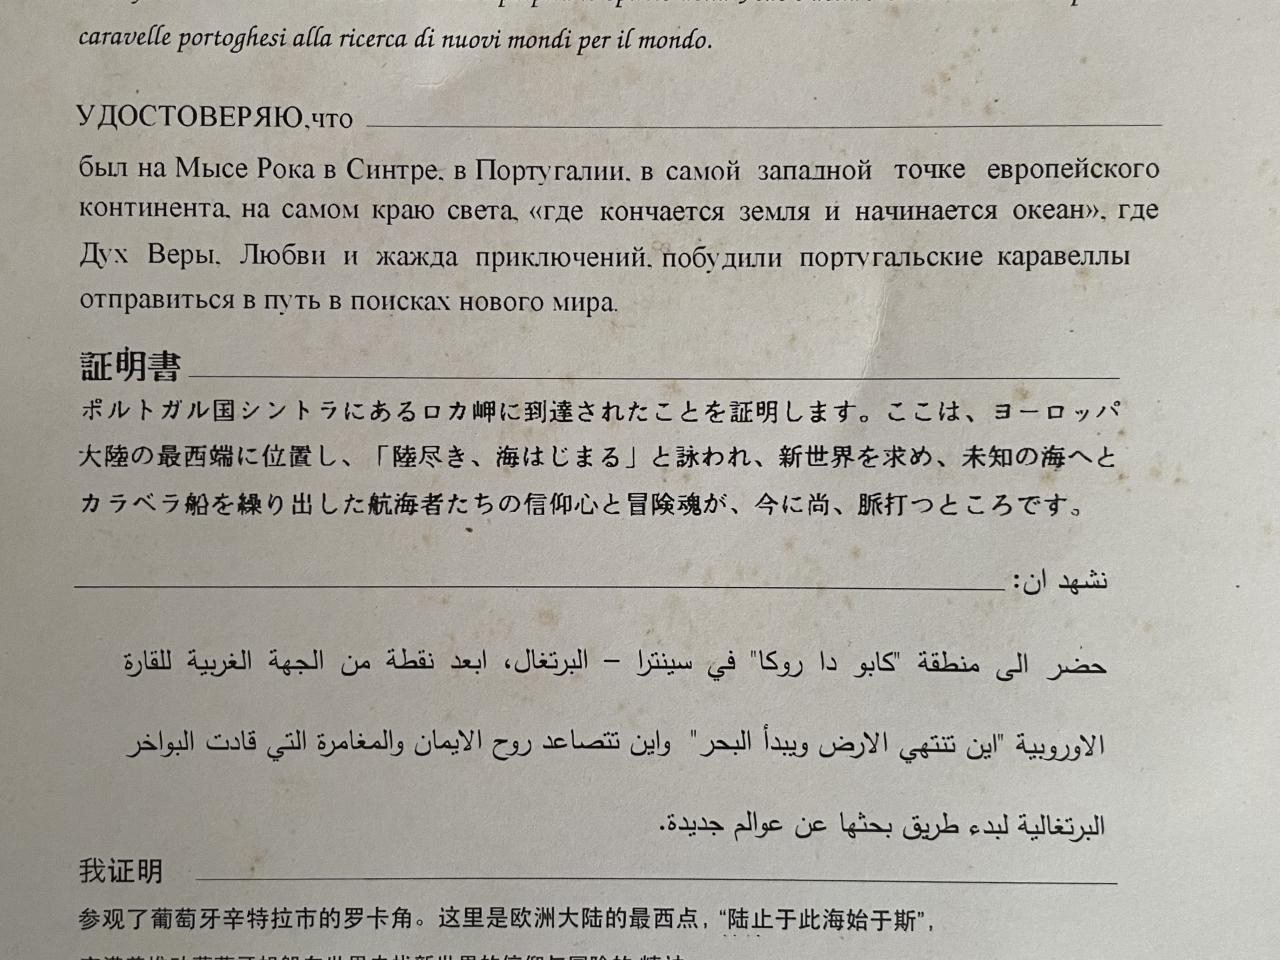 caravelle portoghesi alla ricerca di nuovi mondi per il mondo.
УДОСТОВЕРЯЮ,что
был на Мысе Рока в Синтре, в Португалии, в самой западной точке европейского
континента, на самом краю света, «где кончается земля и начинается океан», где
Дух Веры, Любви и жажда приключений, побудили португальские каравеллы
отправиться в путь в поисках нового мира.
証明書
ポルトガル国シントラにあるロカ岬に到達されたことを証明します。ここは、ヨーロッパ
大陸の最西端に位置し、「陸尽き、海はじまる」と詠われ、新世界を求め、未知の海へと
カラベラ船を繰り出した航海者たちの信仰心と冒険魂が、今に尚、脈打つところです。
نشهد ان:
حضر الى منطقة "كابو دا روكا" في سينترا – البرتغال، ابعد نقطة من الجهة الغربية للقارة
الاوروبية "اين تنتهي الارض ويبدأ البحر" واين تتصاعد روح الايمان والمغامرة التي قادت البواخر
البرتغالية لبدء طريق بحثها عن عوالم جديدة.
我证明
参观了葡萄牙辛特拉市的罗卡角。这里是欧洲大陆的最西点，“陆止于此海始于斯”，